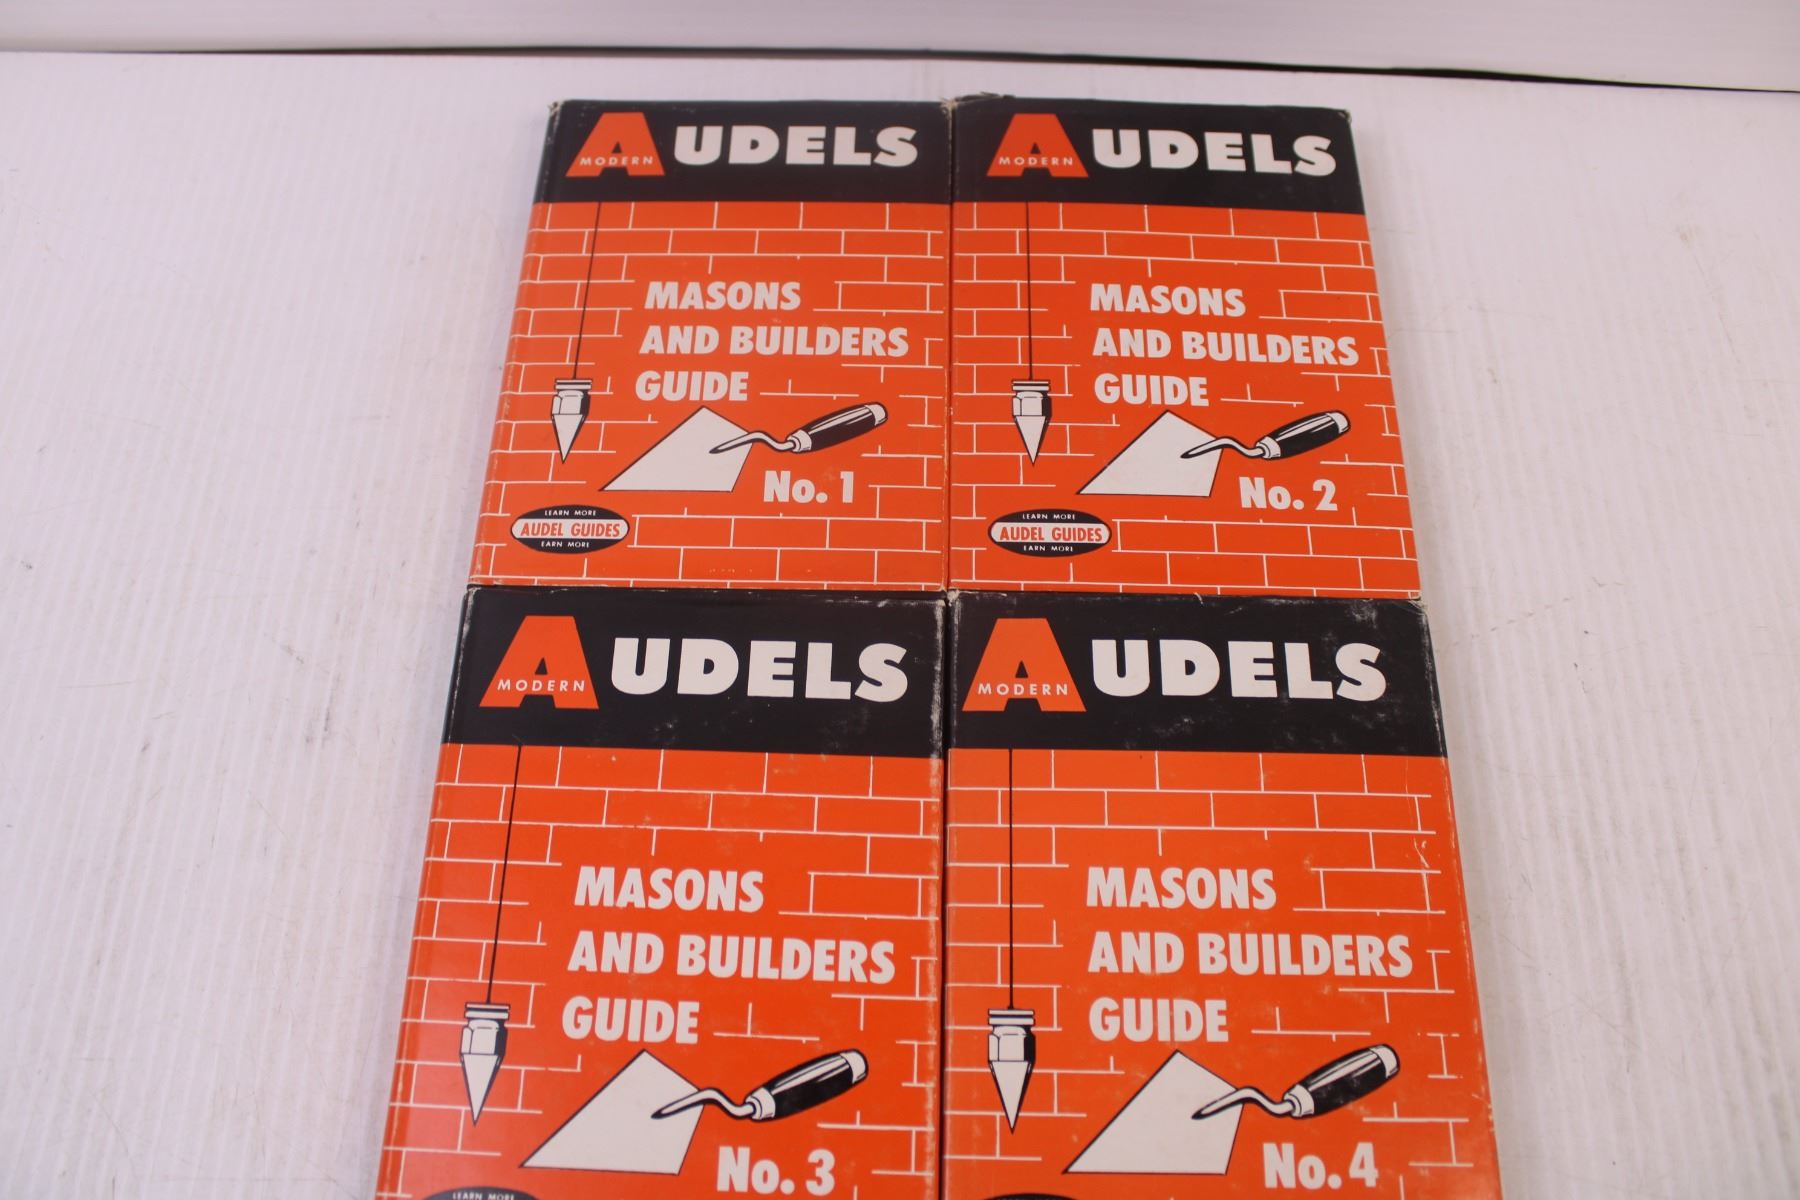 AUDELS
MODERN
MASONS
AND BUILDERS
GUIDE
No. 1
LEARN MORE
AUDEL GUIDES
EARN MORE
AUDELS
MODERN
MASONS
AND BUILDERS
GUIDE
No. 2
LEARN MORE
AUDEL GUIDES
EARN MORE
AUDELS
MODERN
MASONS
AND BUILDERS
GUIDE
No. 3
LEARN MORE
AUDELS
MODERN
MASONS
AND BUILDERS
GUIDE
No. 4